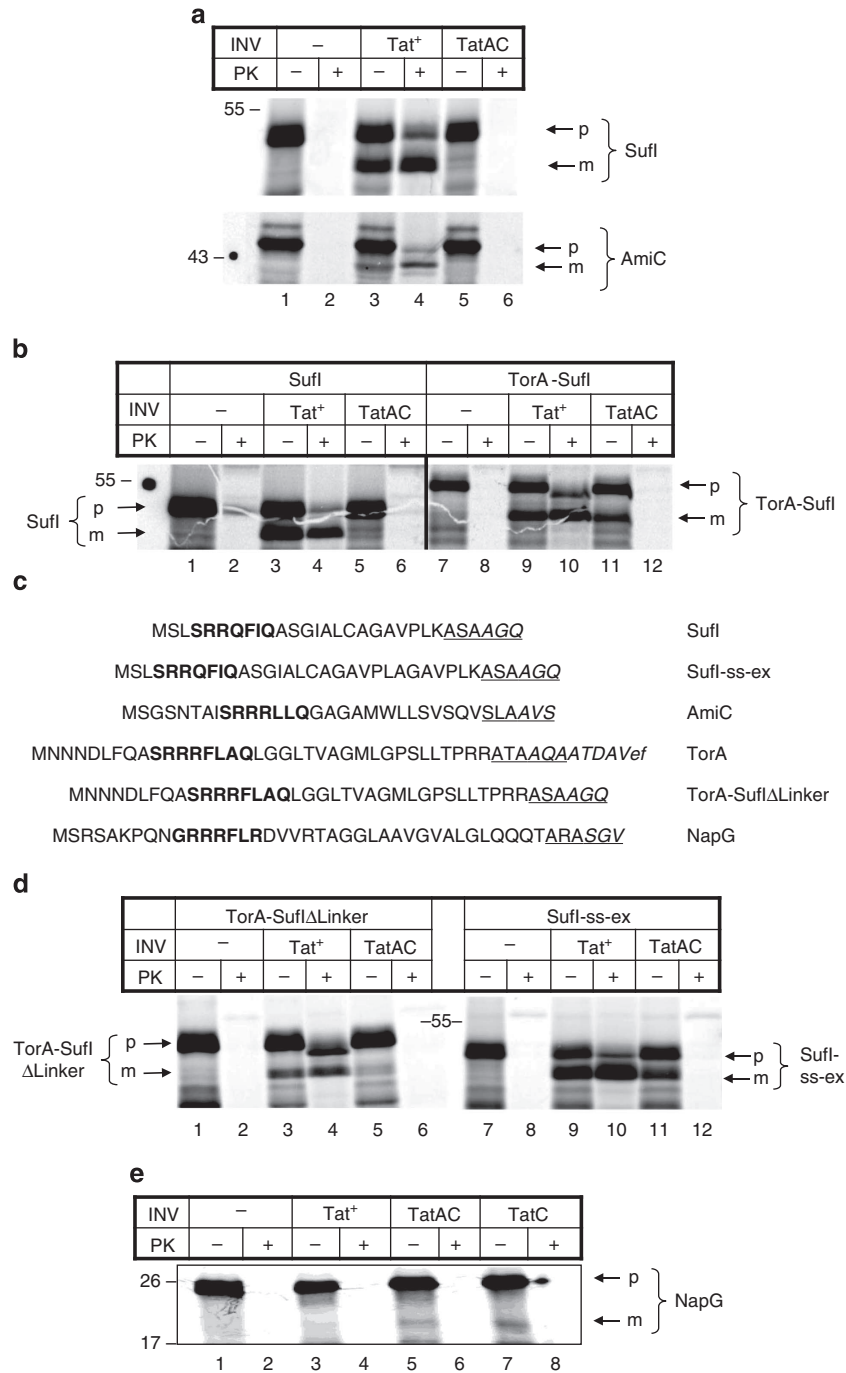 a
INV – Tat+ TatAC
PK – + – + – +
55 –
p
m
SufI
43 –
p
m
AmiC
1 2 3 4 5 6
b
SufI TorA-SufI
INV – Tat+ TatAC – Tat+ TatAC
PK – + – + – + – + – + – +
55 –
SufI
p
m
p
m
TorA-SufI
1 2 3 4 5 6 7 8 9 10 11 12
c
MSLSRRQFIQASGIALCAGAVPLKASAAGQ SufI
MSLSRRQFIQASGIALCAGAVPLAGAVPLKASAAGQ SufI-ss-ex
MSGSNTAISRRRLLQGAGAMWLLSVSQVSLAAVS AmiC
MNNNDLFQASRRRFLAQLGGLTVAGMLGPSLLTPRRATAAQAATDAVef TorA
MNNNDLFQASRRRFLAQLGGLTVAGMLGPSLLTPRRASAAGQ TorA-SufIΔLinker
MSRSAKPQNGRRRFLRDVVRTAGGLAAVGVALGLQQQTARASGV NapG
d
TorA-SufIΔLinker SufI-ss-ex
INV – Tat+ TatAC – Tat+ TatAC
PK – + – + – + – + – + – +
–55–
TorA-SufI
ΔLinker
p
m
p
m
SufI-
ss-ex
1 2 3 4 5 6 7 8 9 10 11 12
e
INV – Tat+ TatAC TatC
PK – + – + – + – +
26 –
p
m
NapG
17 –
1 2 3 4 5 6 7 8